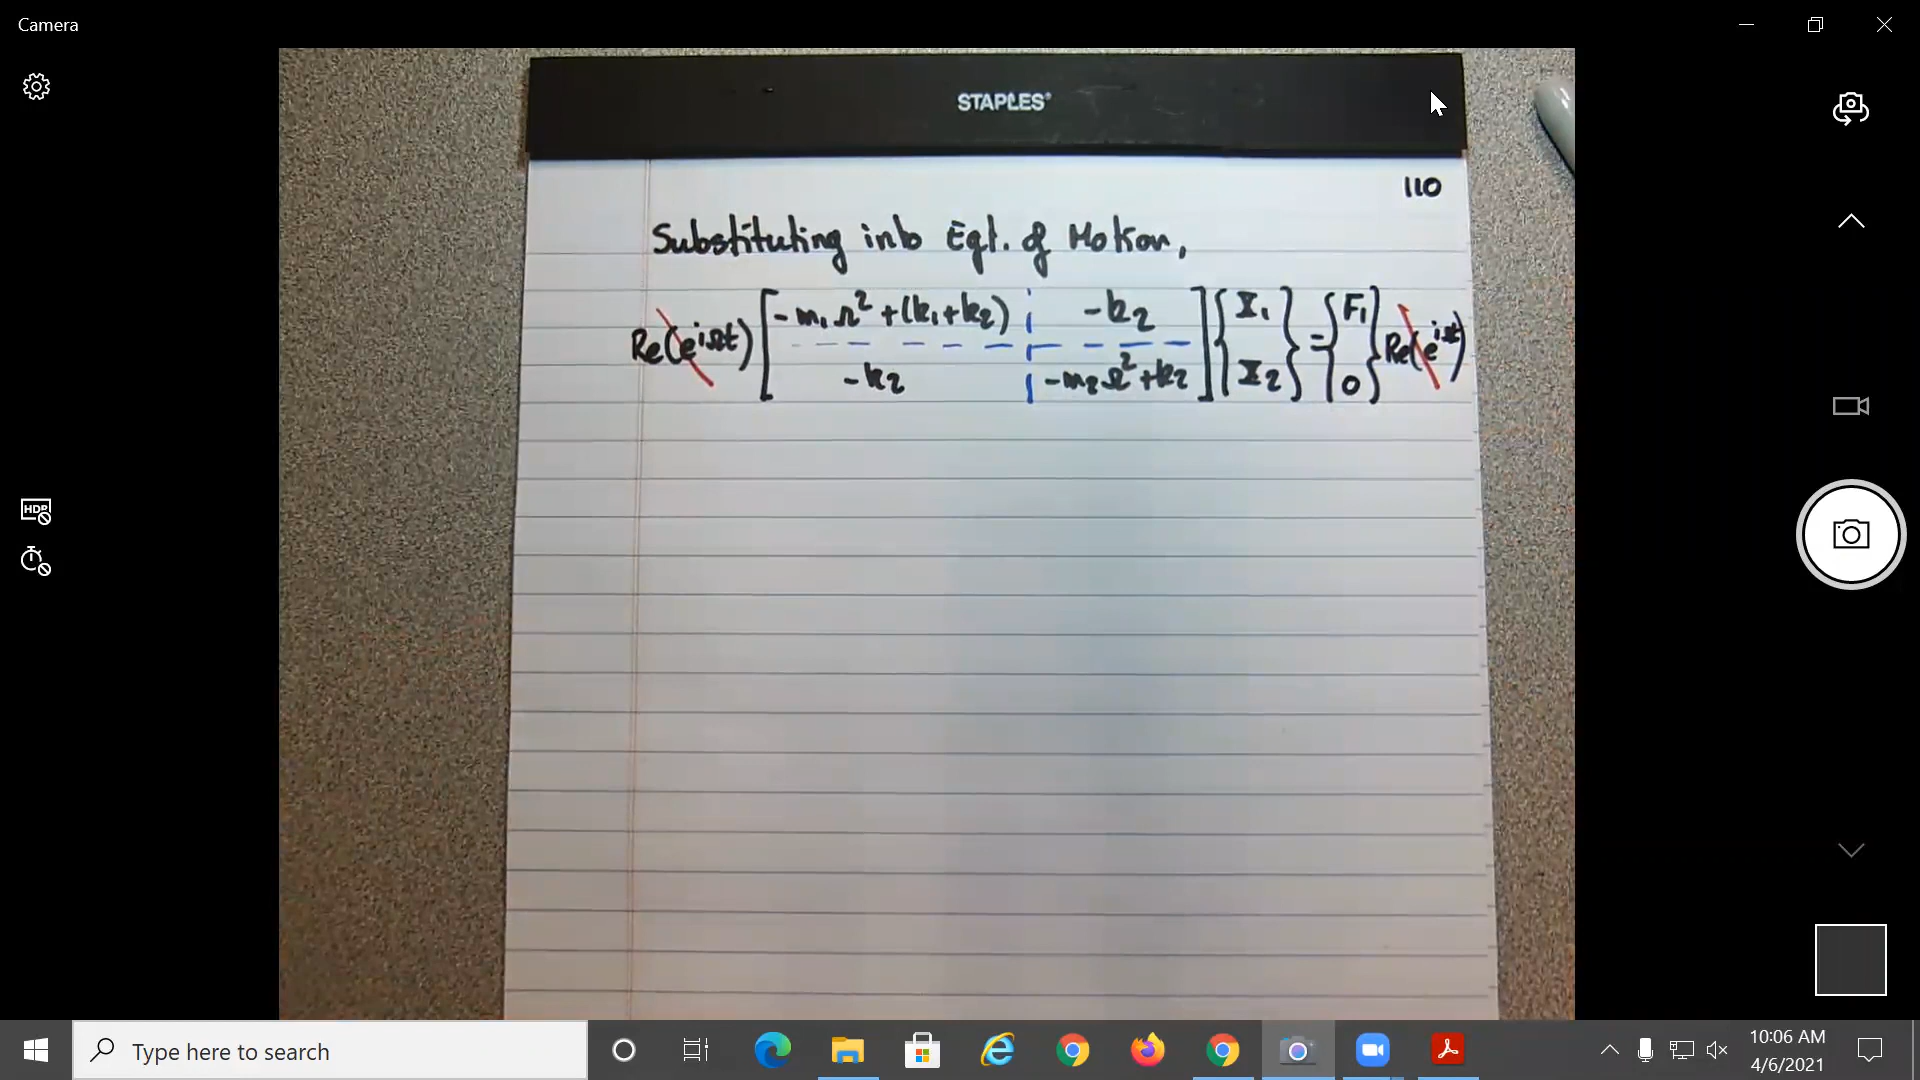 Camera
STAPLES®
110
Substituting into Eqt. of Motion,
Re(e^{iΩt}) [ -m₁Ω² + (k₁+k₂) -k₂ ; -k₂ -m₂Ω² + k₂ ] { X₁ ; X₂ } = { F₁ ; 0 } Re(e^{iΩt})
HDR
Type here to search
10:06 AM
4/6/2021